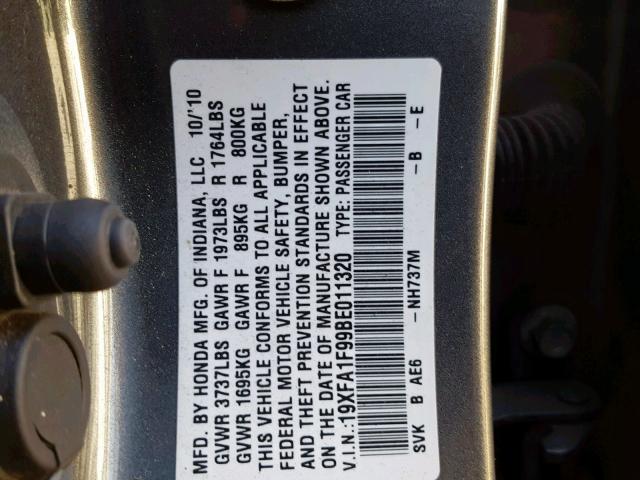 MFD. BY HONDA MFG. OF INDIANA, LLC 10/'10
GVWR 3737LBS GAWR F 1973LBS R 1764LBS
GVWR 1695KG GAWR F 895KG R 800KG
THIS VEHICLE CONFORMS TO ALL APPLICABLE
FEDERAL MOTOR VEHICLE SAFETY, BUMPER,
AND THEFT PREVENTION STANDARDS IN EFFECT
ON THE DATE OF MANUFACTURE SHOWN ABOVE.
V.I.N.:19XFA1F99BE011320 TYPE: PASSENGER CAR
SVK B AE6 -NH737M -B -E